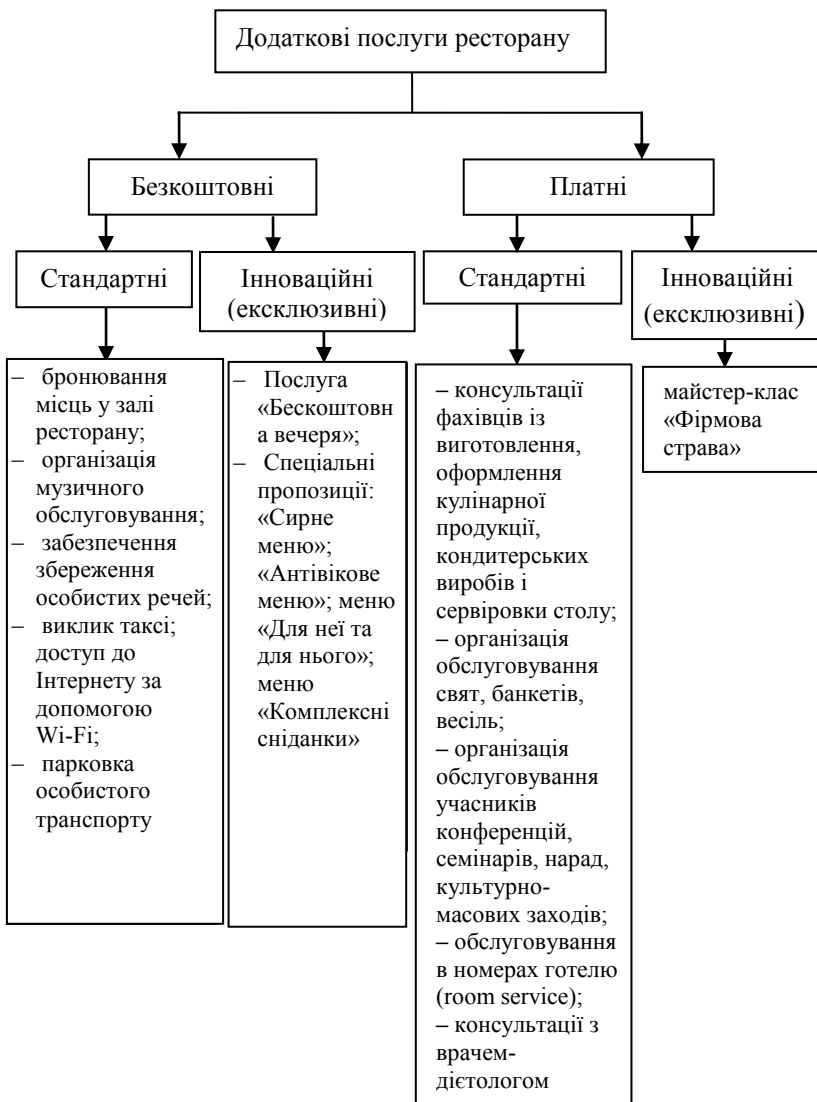 Додаткові послуги ресторану
Безкоштовні
Платні
Стандартні
Інноваційні
(ексклюзивні)
Стандартні
Інноваційні
(ексклюзивні)
– бронювання
місць у залі
ресторану;
– організація
музичного
обслуговування;
– забезпечення
збереження
особистих речей;
– виклик таксі;
доступ до
Інтернету за
допомогою
Wi-Fi;
– парковка
особистого
транспорту
– Послуга
«Бескоштовн
а вечеря»;
– Спеціальні
пропозиції:
«Сирне
меню»;
«Антівікове
меню»; меню
«Для неї та
для нього»;
меню
«Комплексні
сніданки»
– консультації
фахівців із
виготовлення,
оформлення
кулінарної
продукції,
кондитерських
виробів і
сервіровки столу;
– організація
обслуговування
свят, банкетів,
весіль;
– організація
обслуговування
учасників
конференцій,
семінарів, нарад,
культурно-
масових заходів;
– обслуговування
в номерах готелю
(room service);
– консультації з
врачем-
дієтологом
майстер-клас
«Фірмова
страва»